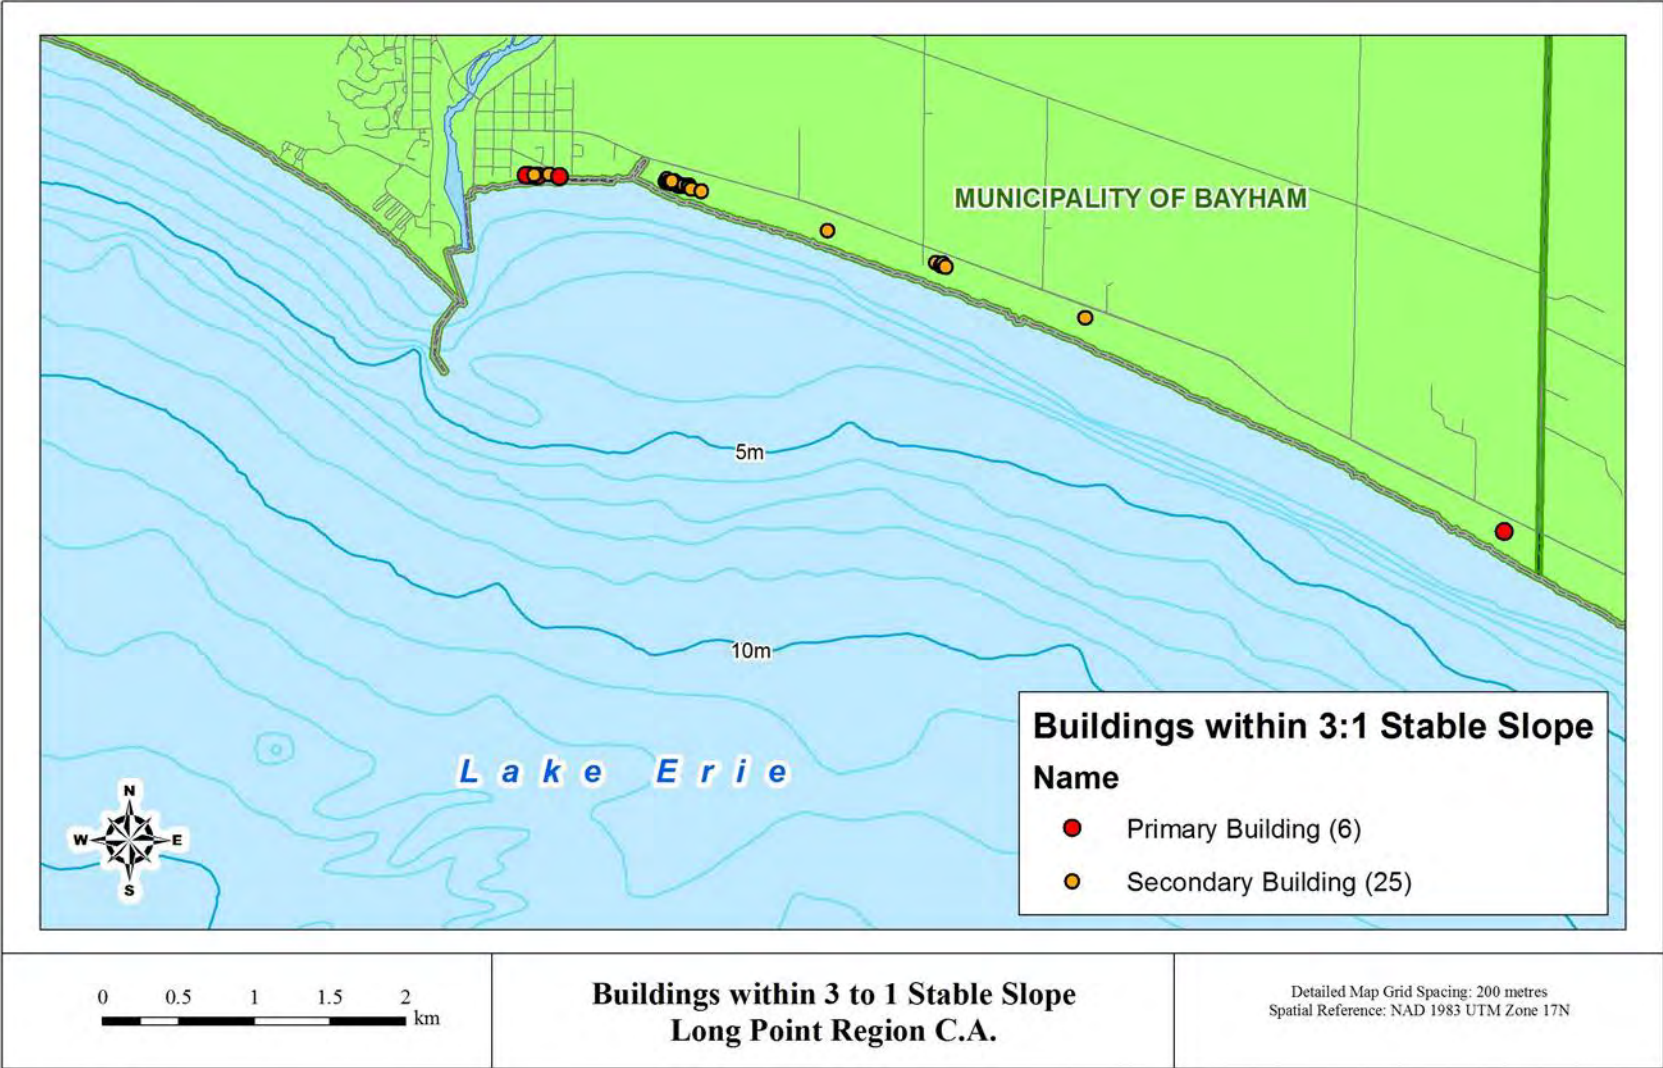 MUNICIPALITY OF BAYHAM
5m
10m
Lake Erie
N
W E
S
Buildings within 3:1 Stable Slope
Name
Primary Building (6)
Secondary Building (25)
0 0.5 1 1.5 2
km
Buildings within 3 to 1 Stable Slope
Long Point Region C.A.
Detailed Map Grid Spacing: 200 metres
Spatial Reference: NAD 1983 UTM Zone 17N